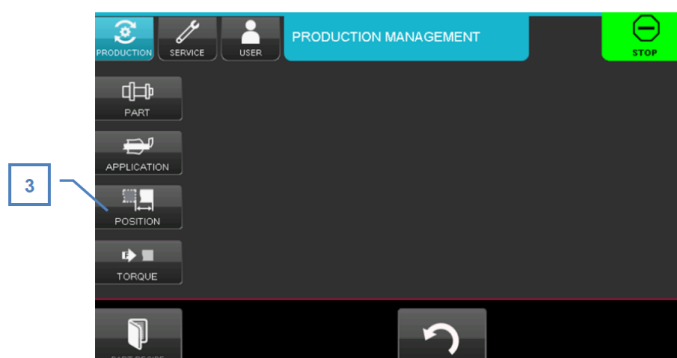 PRODUCTION
SERVICE
USER
PRODUCTION MANAGEMENT
STOP
PART
APPLICATION
3
POSITION
TORQUE